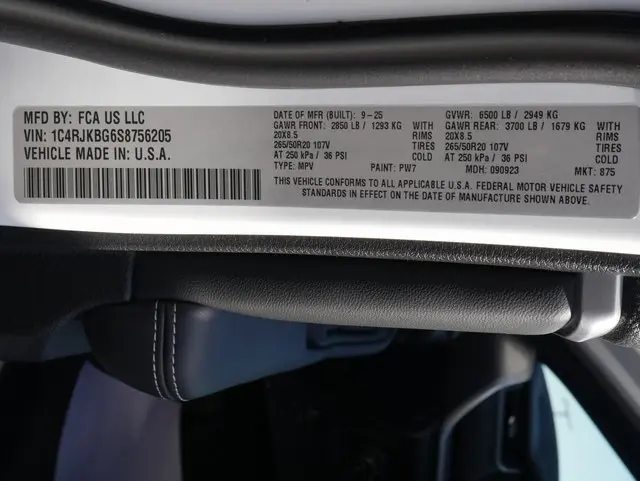 MFD BY: FCA US LLC
VIN: 1C4RJKBG6S8756205
VEHICLE MADE IN: U.S.A.
DATE OF MFR (BUILT): 9-25
GAWR FRONT: 2850 LB / 1293 KG WITH
20X8.5 RIMS
265/50R20 107V TIRES
AT 250 kPa / 36 PSI COLD
TYPE: MPV PAINT: PW7
GVWR: 6500 LB / 2949 KG
GAWR REAR: 3700 LB / 1679 KG WITH
20X8.5 RIMS
265/50R20 107V TIRES
AT 250 kPa / 36 PSI COLD
MDH: 090923 MKT: 875
THIS VEHICLE CONFORMS TO ALL APPLICABLE U.S.A. FEDERAL MOTOR VEHICLE SAFETY
STANDARDS IN EFFECT ON THE DATE OF MANUFACTURE SHOWN ABOVE.